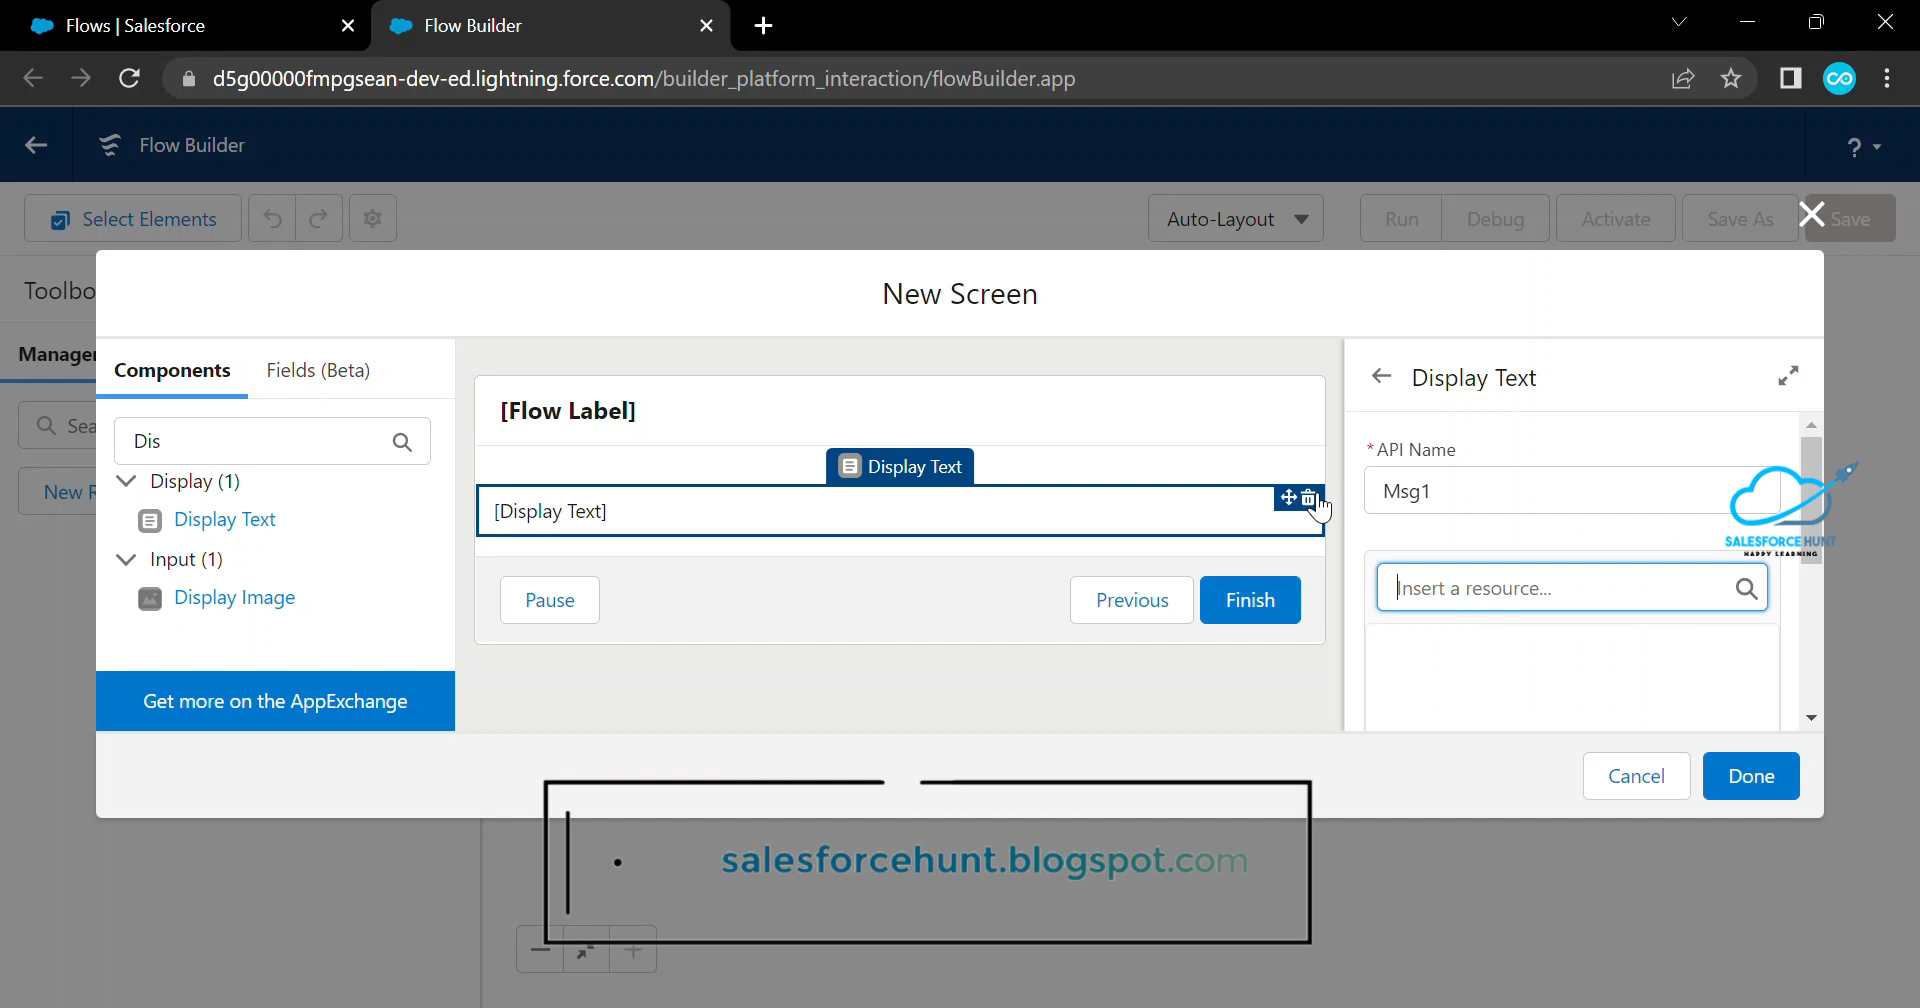 Flows | Salesforce
Flow Builder
d5g00000fmpgsean-dev-ed.lightning.force.com/builder_platform_interaction/flowBuilder.app
Flow Builder
?
Select Elements
Auto-Layout
Run
Debug
Activate
Save As
Save
Toolbo
New Screen
Manager
Components
Fields (Beta)
Dis
Sea
Display (1)
Display Text
Input (1)
Display Image
New R
Get more on the AppExchange
[Flow Label]
Display Text
[Display Text]
Pause
Previous
Finish
Display Text
* API Name
Msg1
SALESFORCE HUNT
HAPPY LEARNING
Insert a resource...
Cancel
Done
salesforcehunt.blogspot.com